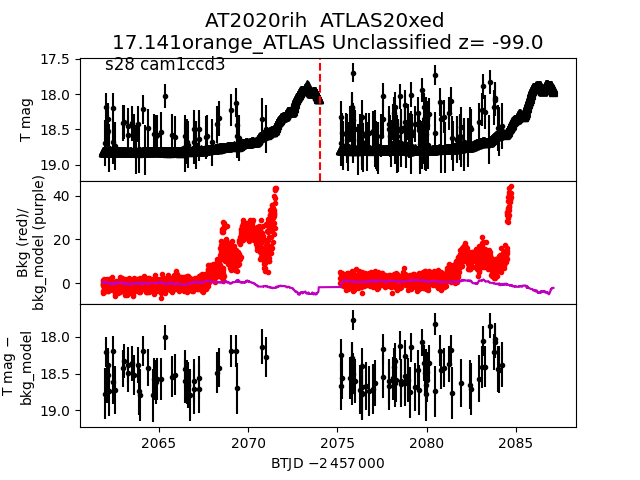 AT2020rih  ATLAS20xed
17.141orange_ATLAS Unclassified z= -99.0
s28 cam1ccd3
17.5
18.0
18.5
19.0
T mag
40
20
0
Bkg (red)/
bkg_model (purple)
18.0
18.5
19.0
T mag −
bkg_model
2065 2070 2075 2080 2085
BTJD −2 457 000